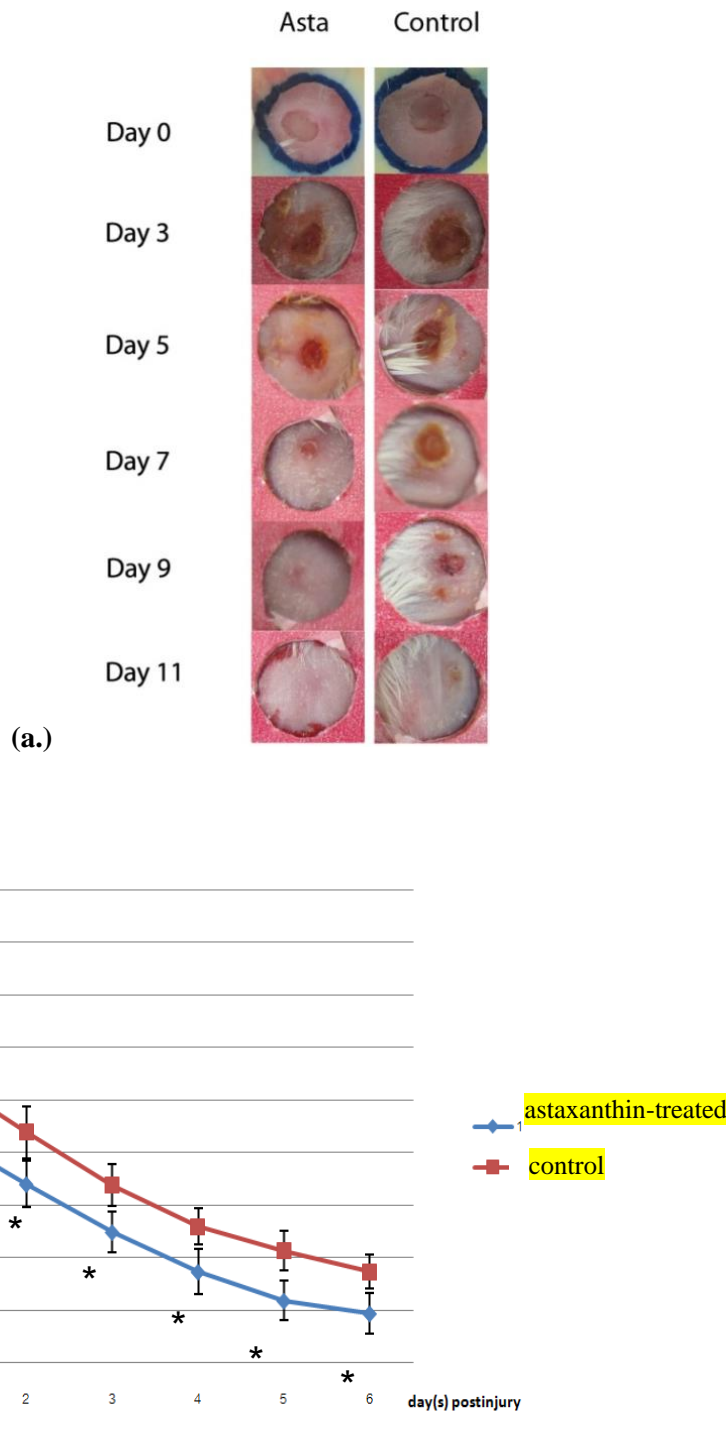 Asta Control
Day 0
Day 3
Day 5
Day 7
Day 9
Day 11
(a.)
1 astaxanthin-treated
control
*
*
*
*
*
2 3 4 5 6 day(s) postinjury